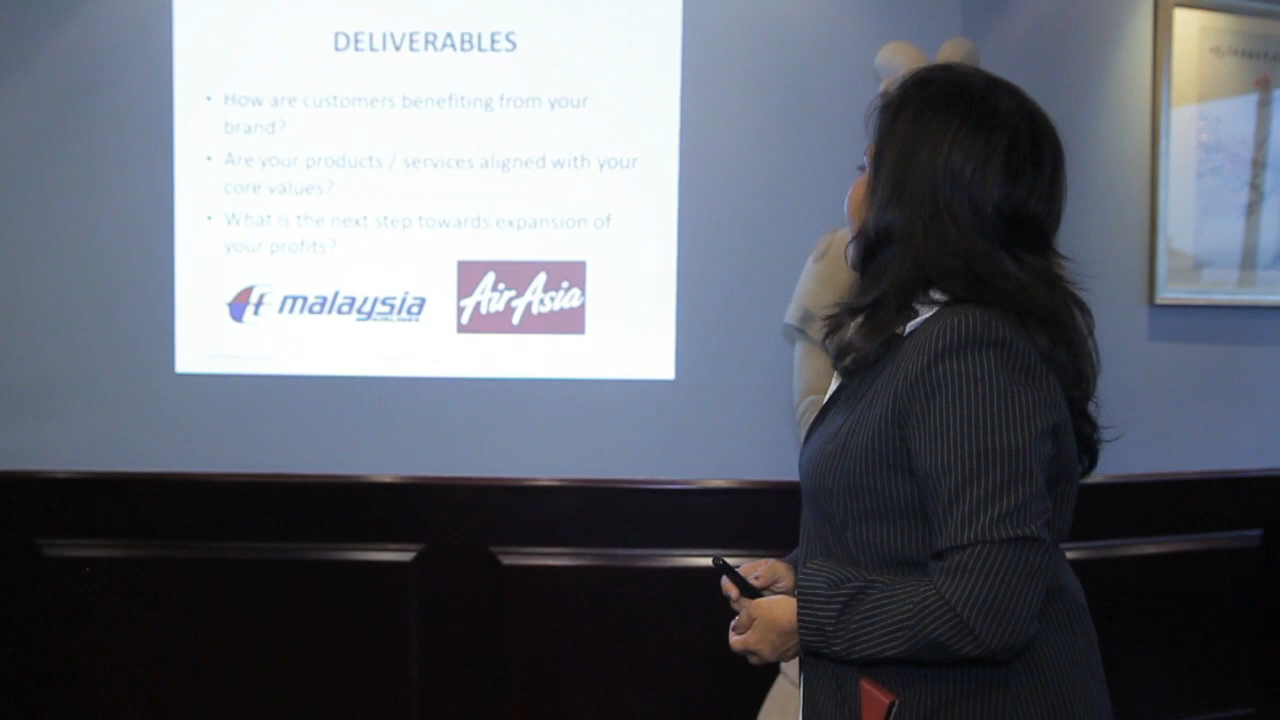 DELIVERABLES
• How are customers benefiting from your
brand?
• Are your products / services aligned with your
core values?
• What is the next step towards expansion of
your profits?
malaysia
AIRLINES
AirAsia